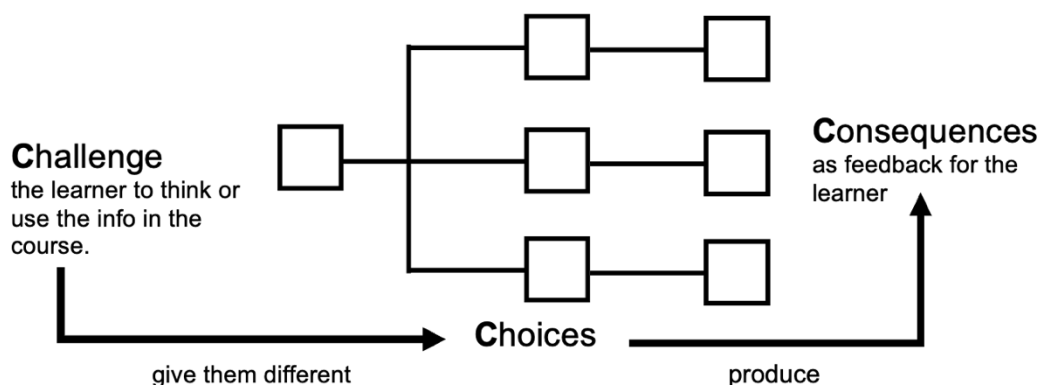 Challenge
the learner to think or
use the info in the
course.
Consequences
as feedback for the
learner
Choices
give them different
produce